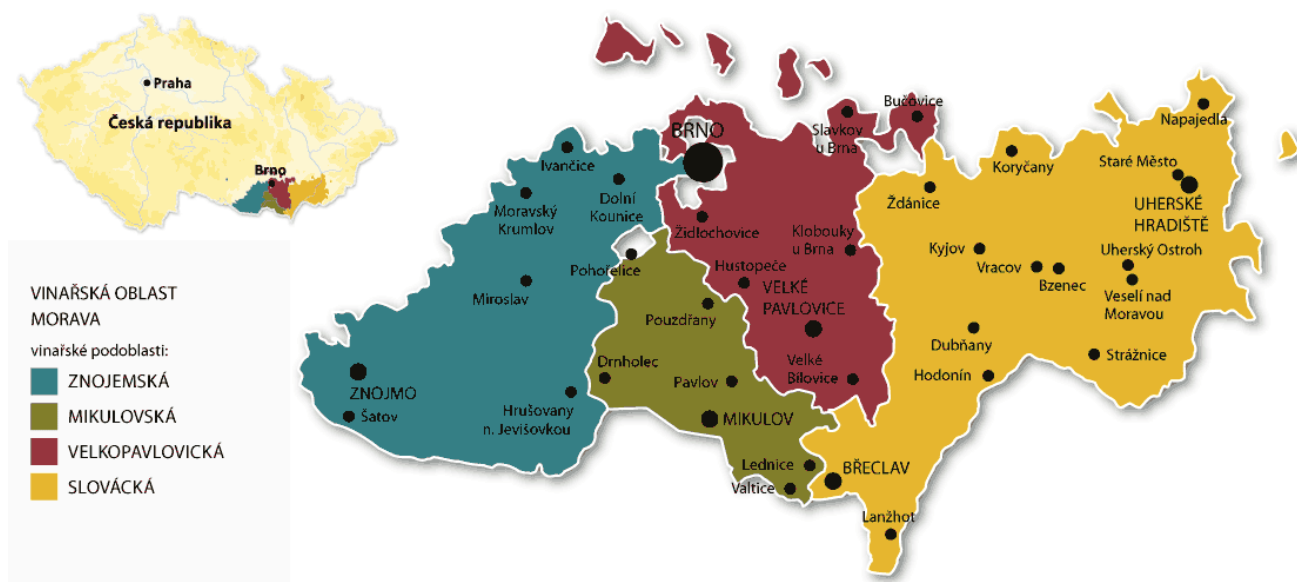 Praha
Česká republika
Brno
VINAŘSKÁ OBLAST
MORAVA
vinařské podoblasti:
ZNOJEMSKÁ
MIKULOVSKÁ
VELKOPAVLOVICKÁ
SLOVÁCKÁ
Ivančice
Moravský
Krumlov
Dolní
Kounice
Miroslav
ZNOJMO
Šatov
Hrušovany
n. Jevišovkou
Pohořelice
Pouzdřany
Drnholec
Pavlov
MIKULOV
Lednice
Valtice
BRNO
Slavkov
u Brna
Bučovice
Židlochovice
Klobouky
u Brna
Hustopeče
VELKÉ
PAVLOVICE
Velké
Bílovice
Napajedlá
Koryčany
Staré Město
UHERSKÉ
HRADIŠTĚ
Ždánice
Kyjov
Vracov
Bzenec
Uherský Ostroh
Veselí nad
Moravou
Dubňany
Strážnice
Hodonín
BŘECLAV
Lanžhot